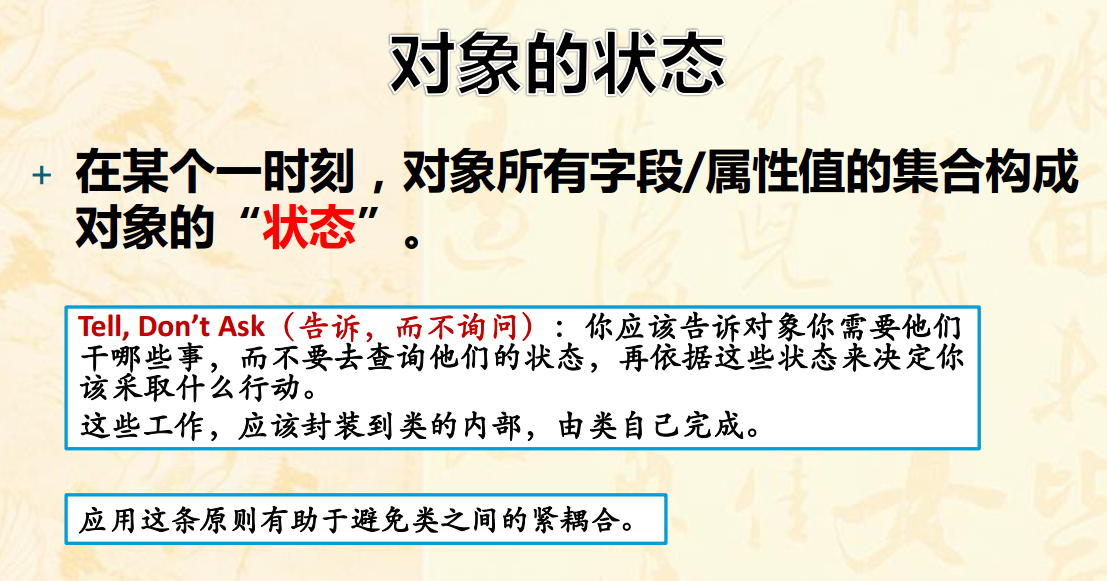 对象的状态
在某个一时刻，对象所有字段/属性值的集合构成
对象的“状态”。
Tell, Don’t Ask（告诉，而不询问）：你应该告诉对象你需要他们
干哪些事，而不要去查询他们的状态，再依据这些状态来决定你
该采取什么行动。
这些工作，应该封装到类的内部，由类自己完成。
应用这条原则有助于避免类之间的紧耦合。